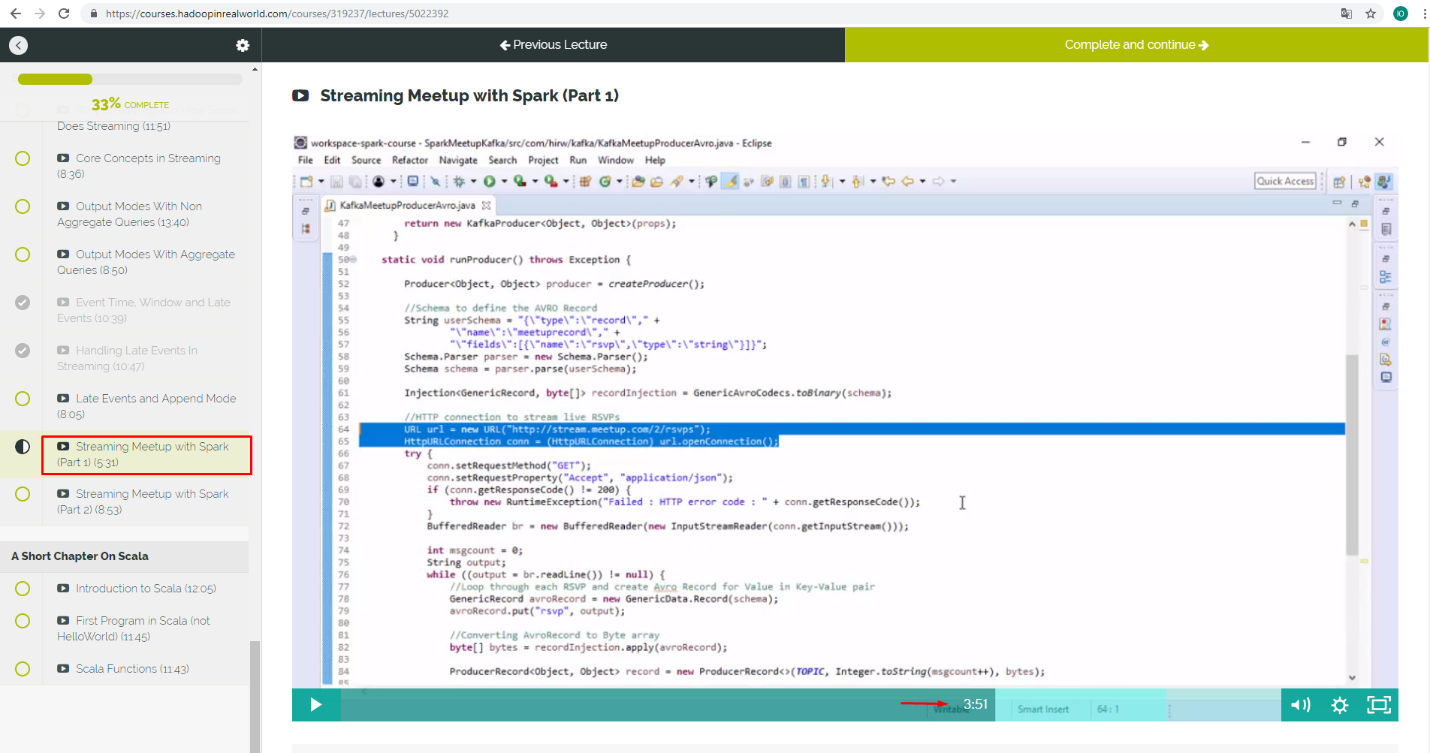 https://courses.hadoopinrealworld.com/courses/319237/lectures/5022392
IO
Previous Lecture
Complete and continue
33% COMPLETE
Does Streaming (11:51)
Core Concepts in Streaming
(8:36)
Output Modes With Non
Aggregate Queries (13:40)
Output Modes With Aggregate
Queries (8:50)
Event Time, Window and Late
Events (10:39)
Handling Late Events In
Streaming (10:47)
Late Events and Append Mode
(8:05)
Streaming Meetup with Spark
(Part 1) (5:31)
Streaming Meetup with Spark
(Part 2) (8:53)
A Short Chapter On Scala
Introduction to Scala (12:05)
First Program in Scala (not
HelloWorld) (11:45)
Scala Functions (11:43)
Streaming Meetup with Spark (Part 1)
workspace-spark-course - SparkMeetupKafka/src/com/hirw/kafka/KafkaMeetupProducerAvro.java - Eclipse
File Edit Source Refactor Navigate Search Project Run Window Help
Quick Access
KafkaMeetupProducerAvro.java
47 return new KafkaProducer<Object, Object>(props);
48 }
49
50 static void runProducer() throws Exception {
51
52 Producer<Object, Object> producer = createProducer();
53
54 //Schema to define the AVRO Record
55 String userSchema = "{\"type\":\"record\"," +
56 "\"name\":\"meetuprecord\"," +
57 "\"fields\":[{\"name\":\"rsvp\",\"type\":\"string\"}]}";
58 Schema.Parser parser = new Schema.Parser();
59 Schema schema = parser.parse(userSchema);
60
61 Injection<GenericRecord, byte[]> recordInjection = GenericAvroCodecs.toBinary(schema);
62
63 //HTTP connection to stream live RSVPs
64 URL url = new URL("http://stream.meetup.com/2/rsvps");
65 HttpURLConnection conn = (HttpURLConnection) url.openConnection();
66 try {
67 conn.setRequestMethod("GET");
68 conn.setRequestProperty("Accept", "application/json");
69 if (conn.getResponseCode() != 200) {
70 throw new RuntimeException("Failed : HTTP error code : " + conn.getResponseCode());
71 }
72 BufferedReader br = new BufferedReader(new InputStreamReader(conn.getInputStream()));
73
74 int msgcount = 0;
75 String output;
76 while ((output = br.readLine()) != null) {
77 //Loop through each RSVP and create Avro Record for Value in Key-Value pair
78 GenericRecord avroRecord = new GenericData.Record(schema);
79 avroRecord.put("rsvp", output);
80
81 //Converting AvroRecord to Byte array
82 byte[] bytes = recordInjection.apply(avroRecord);
83
84 ProducerRecord<Object, Object> record = new ProducerRecord<>(TOPIC, Integer.toString(msgcount++), bytes);
85
3:51
Writable
Smart Insert
64 : 1